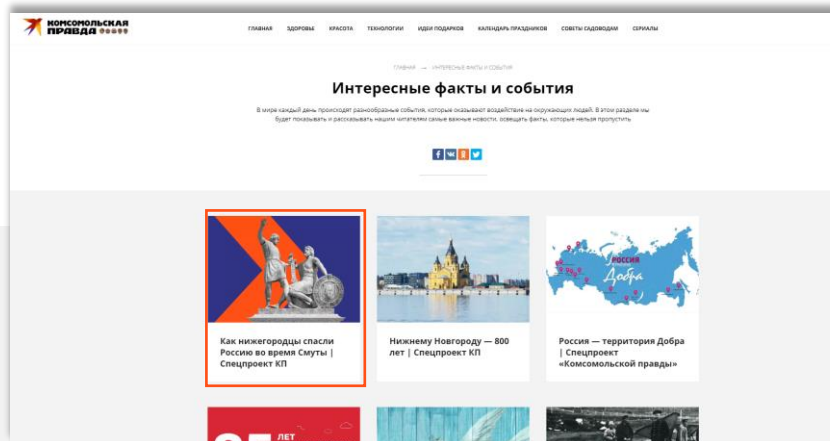 КОМСОМОЛЬСКАЯ
ПРАВДА
ГЛАВНАЯ ЗДОРОВЬЕ КРАСОТА ТЕХНОЛОГИИ ИДЕИ ПОДАРКОВ КАЛЕНДАРЬ ПРАЗДНИКОВ СОВЕТЫ САДОВОДАМ СЕРИАЛЫ
ГЛАВНАЯ — ИНТЕРЕСНЫЕ ФАКТЫ И СОБЫТИЯ
Интересные факты и события
В мире каждый день происходят разнообразные события, которые оказывают воздействие на окружающих людей. В этом разделе мы
будет показывать и рассказывать нашим читателям самые важные новости, освещать факты, которые нельзя пропустить
РОССИЯ
Добра
Как нижегородцы спасли
Россию во время Смуты |
Спецпроект КП
Нижнему Новгороду — 800
лет | Спецпроект КП
Россия — территория Добра
| Спецпроект
«Комсомольской правды»
ЛЕТ